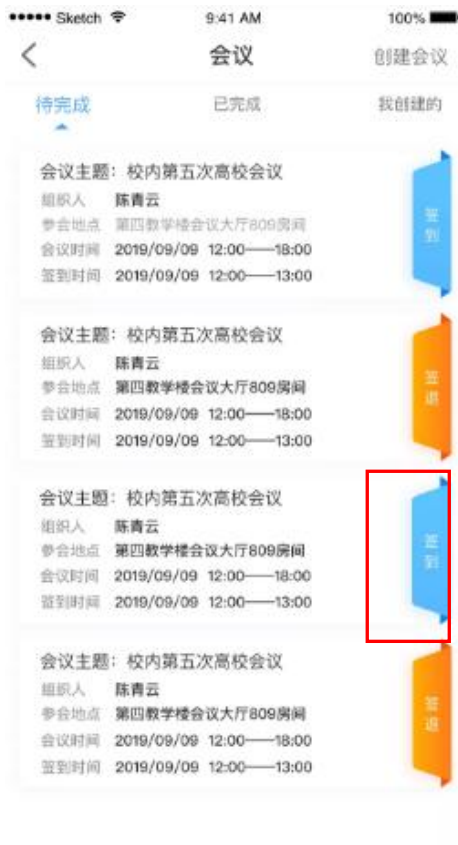 Sketch 9:41 AM 100%
会议 创建会议
待完成 已完成 我创建的
会议主题：校内第五次高校会议
组织人 陈青云
参会地点 第四教学楼会议大厅809房间
会议时间 2019/09/09 12:00——18:00
签到时间 2019/09/09 12:00——13:00
签到
会议主题：校内第五次高校会议
组织人 陈青云
参会地点 第四教学楼会议大厅809房间
会议时间 2019/09/09 12:00——18:00
签到时间 2019/09/09 12:00——13:00
签退
会议主题：校内第五次高校会议
组织人 陈青云
参会地点 第四教学楼会议大厅809房间
会议时间 2019/09/09 12:00——18:00
签到时间 2019/09/09 12:00——13:00
签到
会议主题：校内第五次高校会议
组织人 陈青云
参会地点 第四教学楼会议大厅809房间
会议时间 2019/09/09 12:00——18:00
签到时间 2019/09/09 12:00——13:00
签退